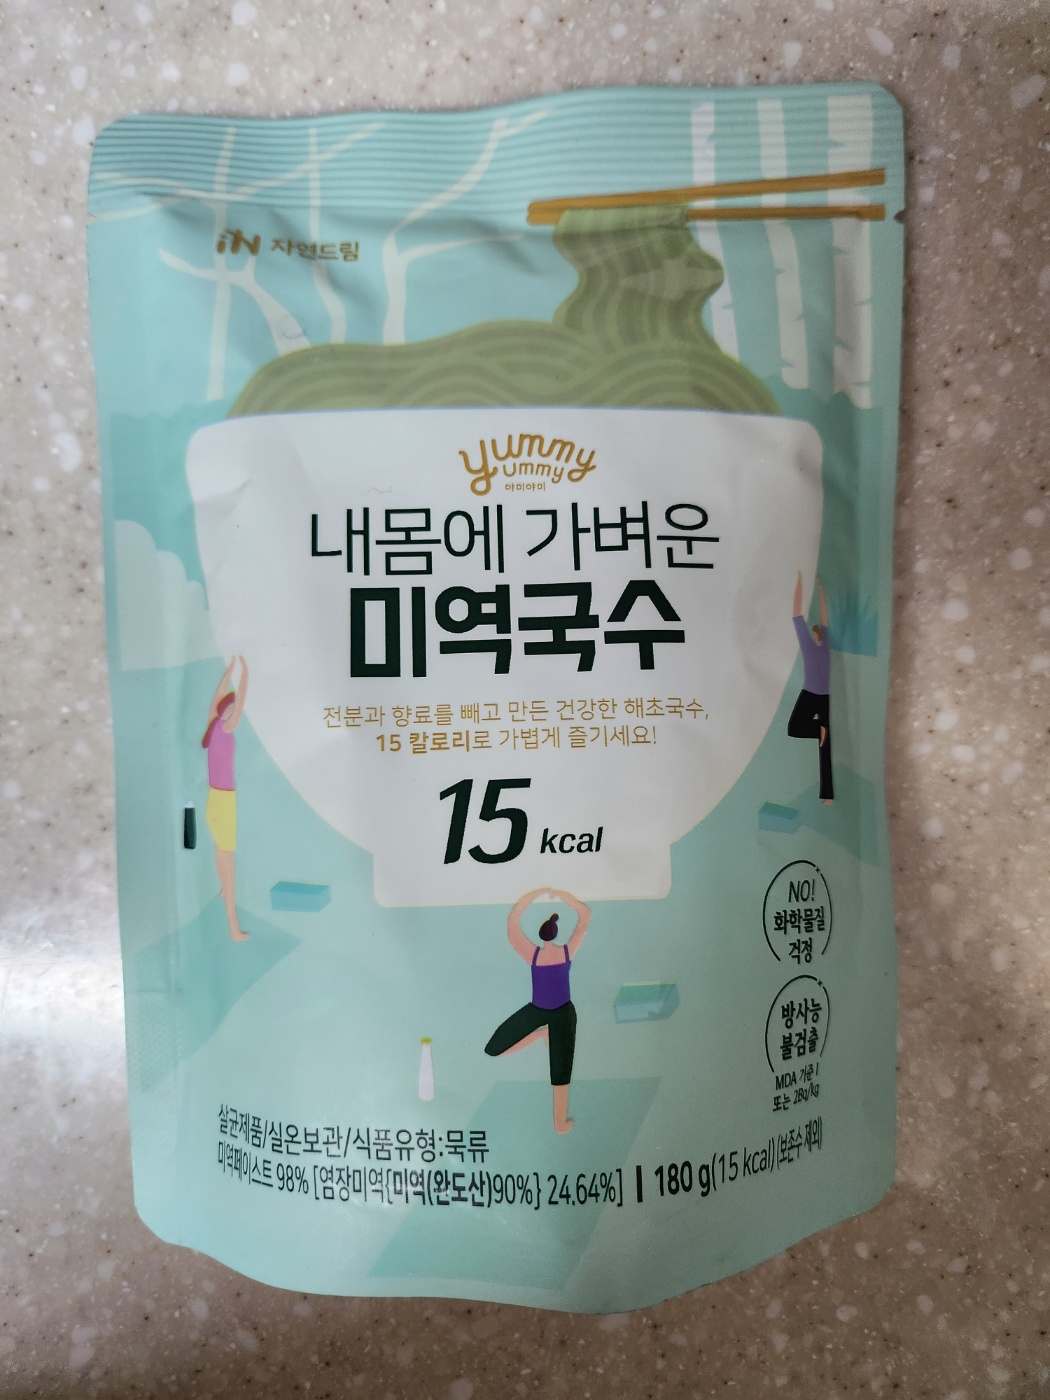 iN 자연드림
yummy
ummy
야미야미
내몸에 가벼운
미역국수
전분과 향료를 빼고 만든 건강한 해초국수,
15 칼로리로 가볍게 즐기세요!
15 kcal
NO!
화학물질
걱정
방사능
불검출
MDA 기준 I
또는 2Bq/kg
살균제품/실온보관/식품유형:묵류
미역페이스트 98% [염장미역{미역(완도산)90%} 24.64%] | 180 g(15 kcal)(보존수 제외)